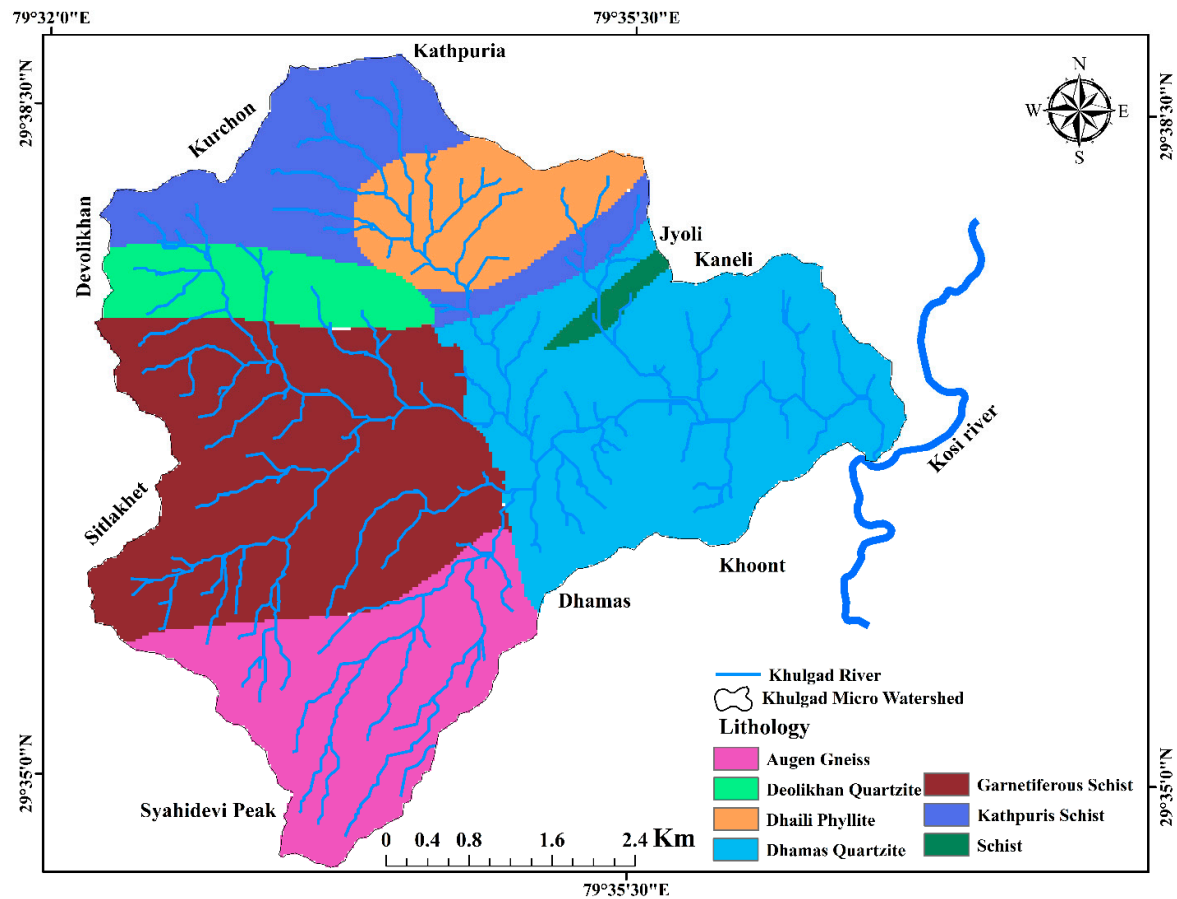 79°32'0"E
79°35'30"E
Kathpuria
N
W
E
S
29°38'30"N
29°38'30"N
Kurchon
Devolikhan
Jyoli
Kaneli
Kosi river
Sitlakhet
Khoont
Dhamas
Khulgad River
Khulgad Micro Watershed
Lithology
Augen Gneiss
Deolikhan Quartzite
Dhaili Phyllite
Dhamas Quartzite
Garnetiferous Schist
Kathpuris Schist
Schist
29°35'0"N
29°35'0"N
Syahidevi Peak
0 0.4 0.8 1.6 2.4 Km
79°35'30"E